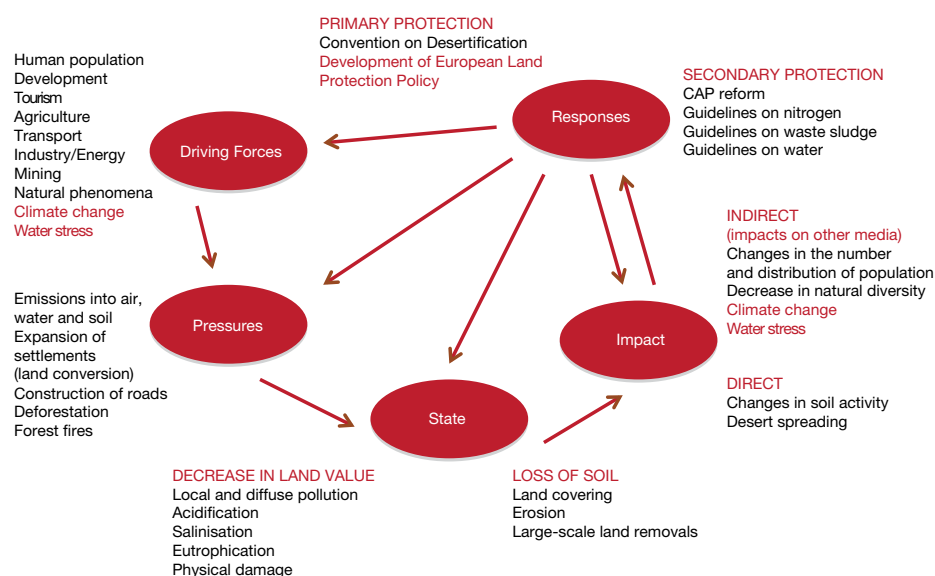 PRIMARY PROTECTION
Convention on Desertification
Development of European Land
Protection Policy
Human population
Development
Tourism
Agriculture
Transport
Industry/Energy
Mining
Natural phenomena
Climate change
Water stress
Driving Forces
Responses
SECONDARY PROTECTION
CAP reform
Guidelines on nitrogen
Guidelines on waste sludge
Guidelines on water
INDIRECT
(impacts on other media)
Changes in the number
and distribution of population
Decrease in natural diversity
Climate change
Water stress
Emissions into air,
water and soil
Expansion of
settlements
(land conversion)
Construction of roads
Deforestation
Forest fires
Pressures
Impact
DIRECT
Changes in soil activity
Desert spreading
State
DECREASE IN LAND VALUE
Local and diffuse pollution
Acidification
Salinisation
Eutrophication
Physical damage
LOSS OF SOIL
Land covering
Erosion
Large-scale land removals